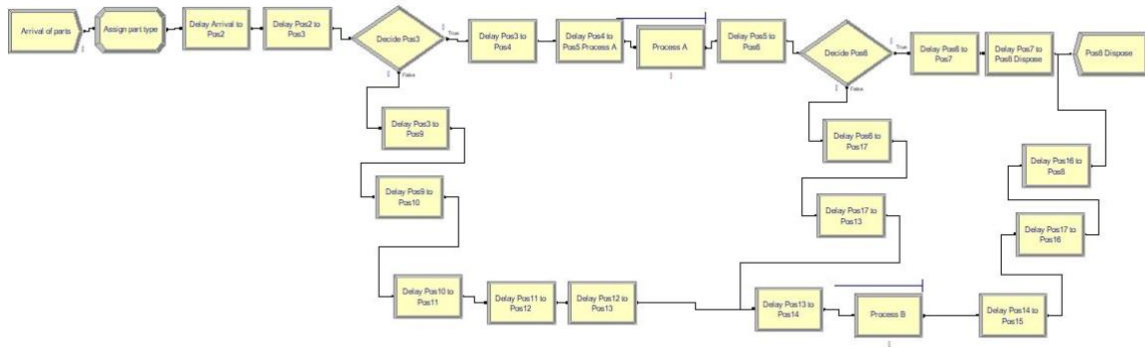 Arrival of parts
Assign part type
Delay Arrival to
Pos2
Delay Pos2 to
Pos3
Decide Pos3
True
False
Delay Pos3 to
Pos4
Delay Pos4 to
Pos5 Process A
Process A
Delay Pos5 to
Pos6
Decide Pos6
True
False
Delay Pos6 to
Pos7
Delay Pos7 to
Pos8 Dispose
Pos8 Dispose
Delay Pos3 to
Pos9
Delay Pos6 to
Pos17
Delay Pos16 to
Pos8
Delay Pos9 to
Pos10
Delay Pos17 to
Pos13
Delay Pos17 to
Pos16
Delay Pos10 to
Pos11
Delay Pos11 to
Pos12
Delay Pos12 to
Pos13
Delay Pos13 to
Pos14
Process B
Delay Pos14 to
Pos15